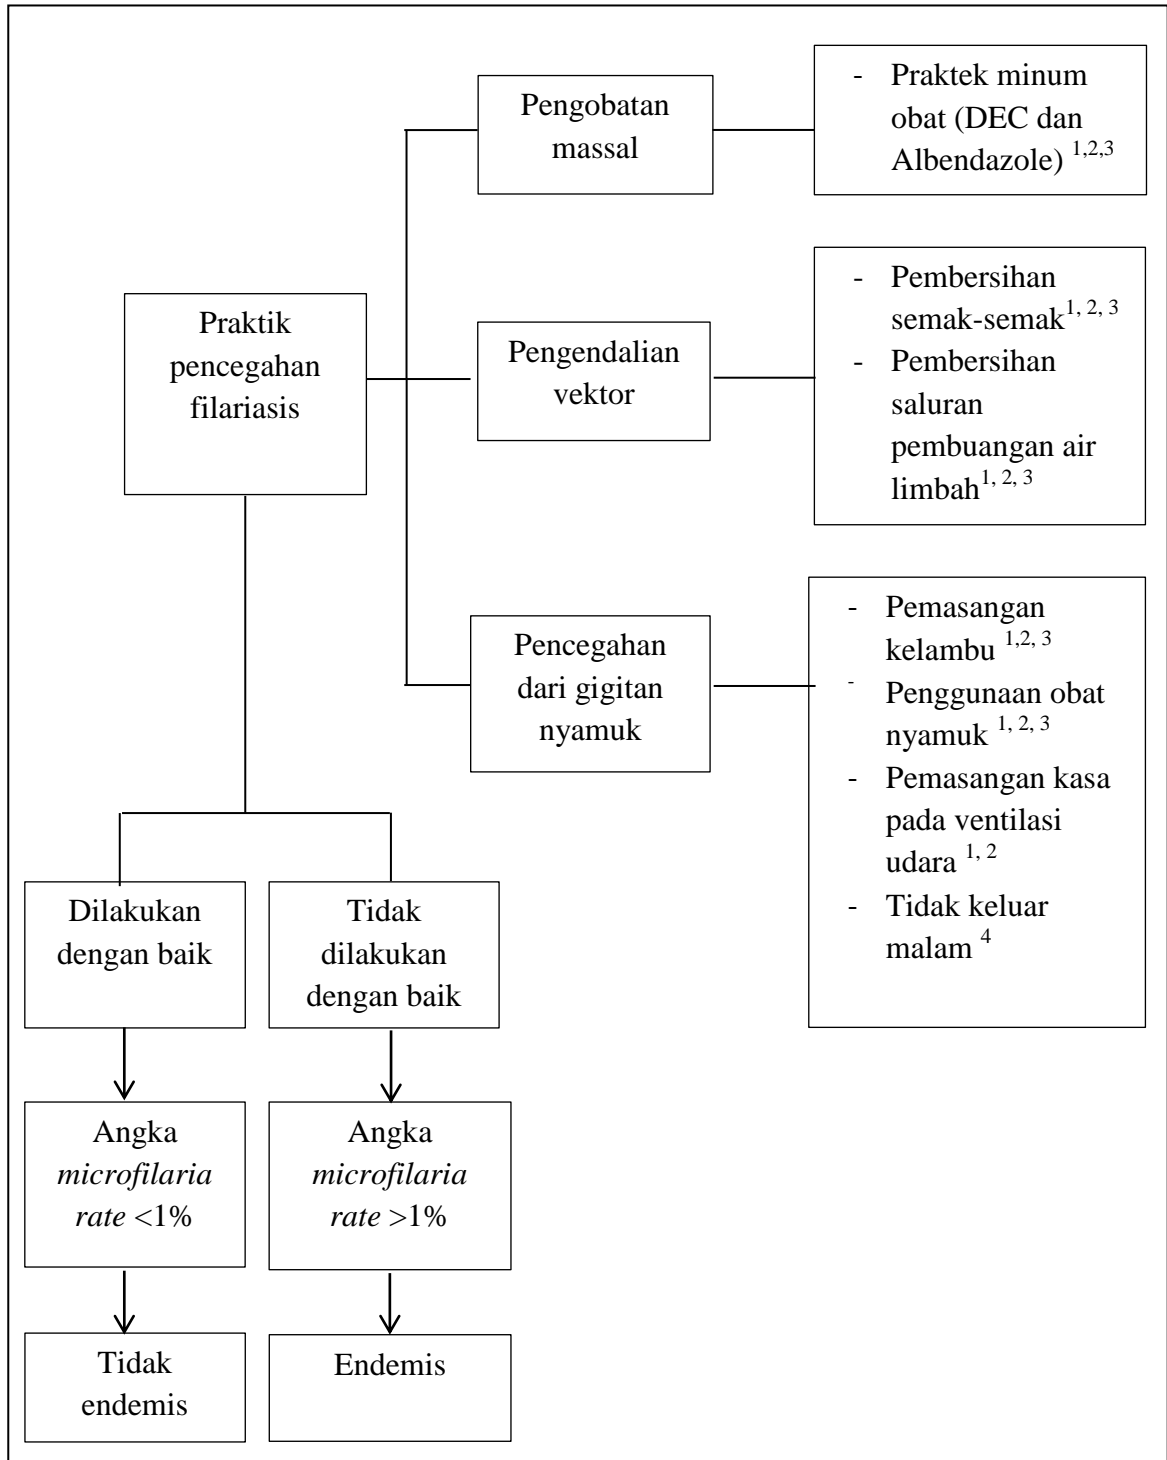 Pengobatan
massal
- Praktek minum
obat (DEC dan
Albendazole) 1,2,3
Praktik
pencegahan
filariasis
Pengendalian
vektor
- Pembersihan
semak-semak1, 2, 3
- Pembersihan
saluran
pembuangan air
limbah1, 2, 3
Pencegahan
dari gigitan
nyamuk
- Pemasangan
kelambu 1,2, 3
- Penggunaan obat
nyamuk 1, 2, 3
- Pemasangan kasa
pada ventilasi
udara 1, 2
- Tidak keluar
malam 4
Dilakukan
dengan baik
Tidak
dilakukan
dengan baik
Angka
microfilaria
rate <1%
Angka
microfilaria
rate >1%
Tidak
endemis
Endemis